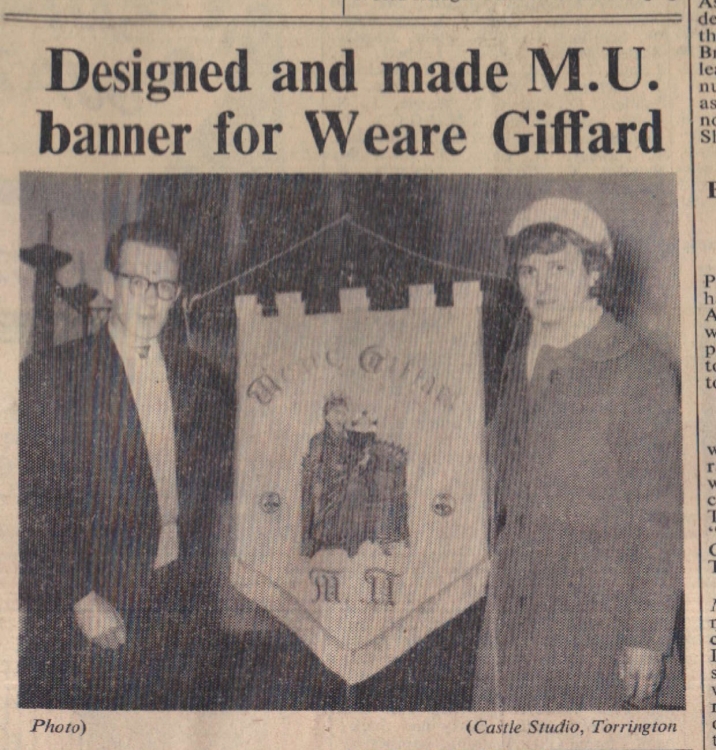 Designed and made M.U.
banner for Weare Giffard
Weare Giffard
M.U.
Photo)
(Castle Studio, Torrington